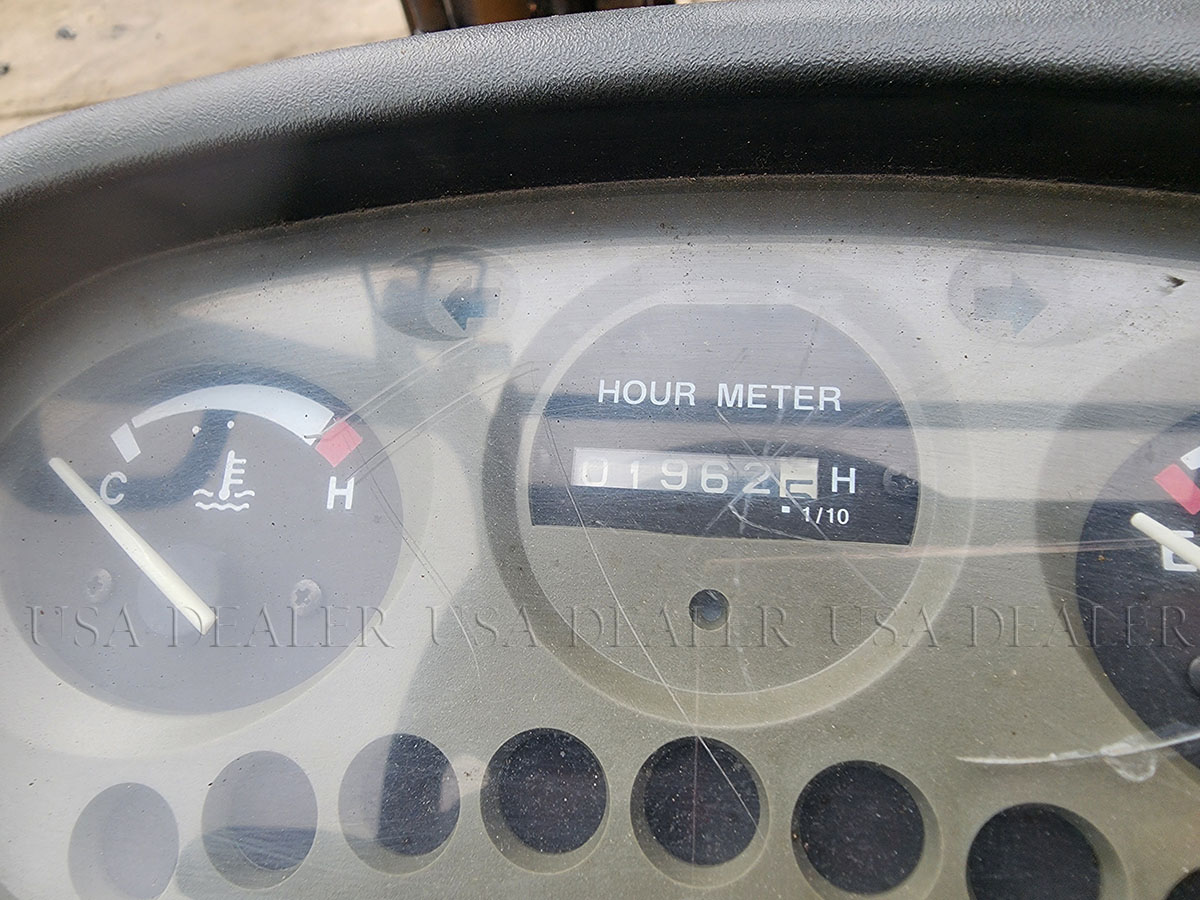 HOUR METER
01962 H
1/10
C
H
E
USA DEALER USA DEALER USA DEALER